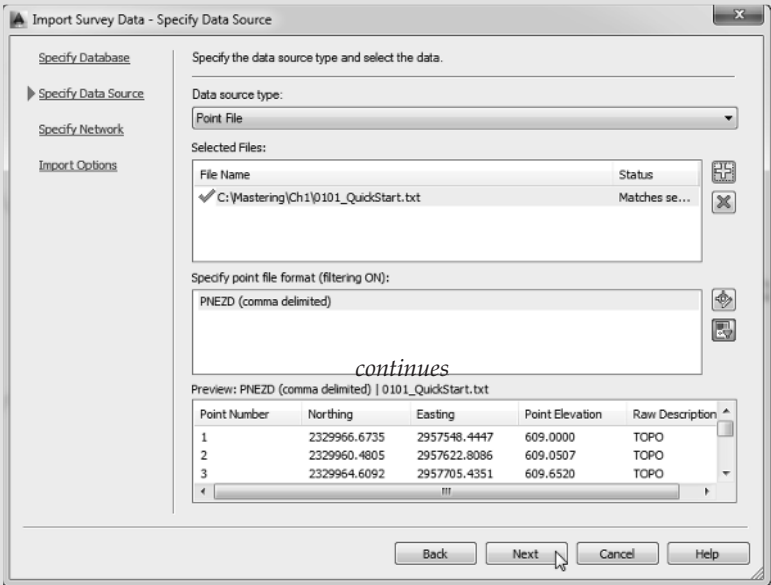 Import Survey Data - Specify Data Source
Specify Database
Specify Data Source
Specify Network
Import Options
Specify the data source type and select the data.
Data source type:
Point File
Selected Files:
File Name Status
C:\Mastering\Ch1\0101_QuickStart.txt Matches se...
Specify point file format (filtering ON):
PNEZD (comma delimited)
continues
Preview: PNEZD (comma delimited) | 0101_QuickStart.txt
Point Number Northing Easting Point Elevation Raw Description
1 2329966.6735 2957548.4447 609.0000 TOPO
2 2329960.4805 2957622.8086 609.0507 TOPO
3 2329964.6092 2957705.4351 609.6520 TOPO
Back Next Cancel Help